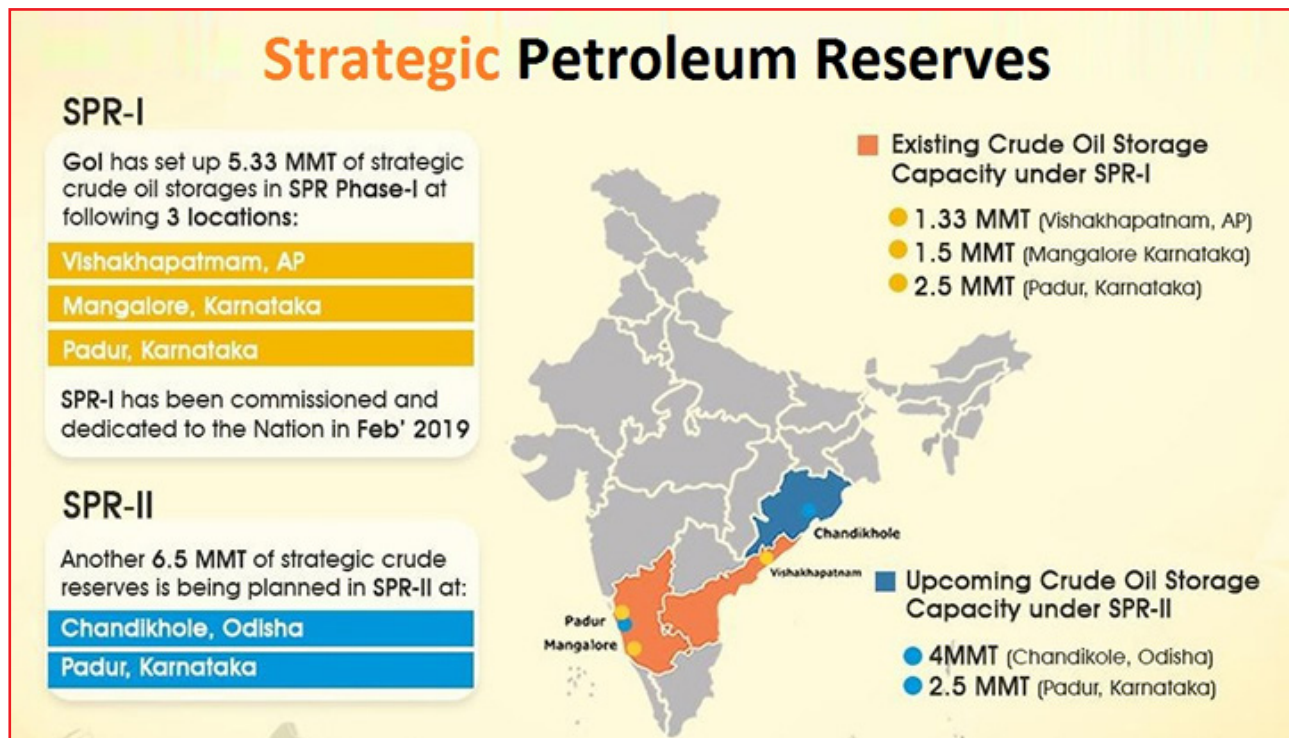 Strategic Petroleum Reserves
SPR-I
GoI has set up 5.33 MMT of strategic
crude oil storages in SPR Phase-I at
following 3 locations:
Vishakhapatmam, AP
Mangalore, Karnataka
Padur, Karnataka
SPR-I has been commissioned and
dedicated to the Nation in Feb' 2019
SPR-II
Another 6.5 MMT of strategic crude
reserves is being planned in SPR-II at:
Chandikhole, Odisha
Padur, Karnataka
Existing Crude Oil Storage
Capacity under SPR-I
1.33 MMT (Vishakhapatnam, AP)
1.5 MMT (Mangalore Karnataka)
2.5 MMT (Padur, Karnataka)
Chandikhole
Vishakhapatnam
Padur
Mangalore
Upcoming Crude Oil Storage
Capacity under SPR-II
4MMT (Chandikole, Odisha)
2.5 MMT (Padur, Karnataka)